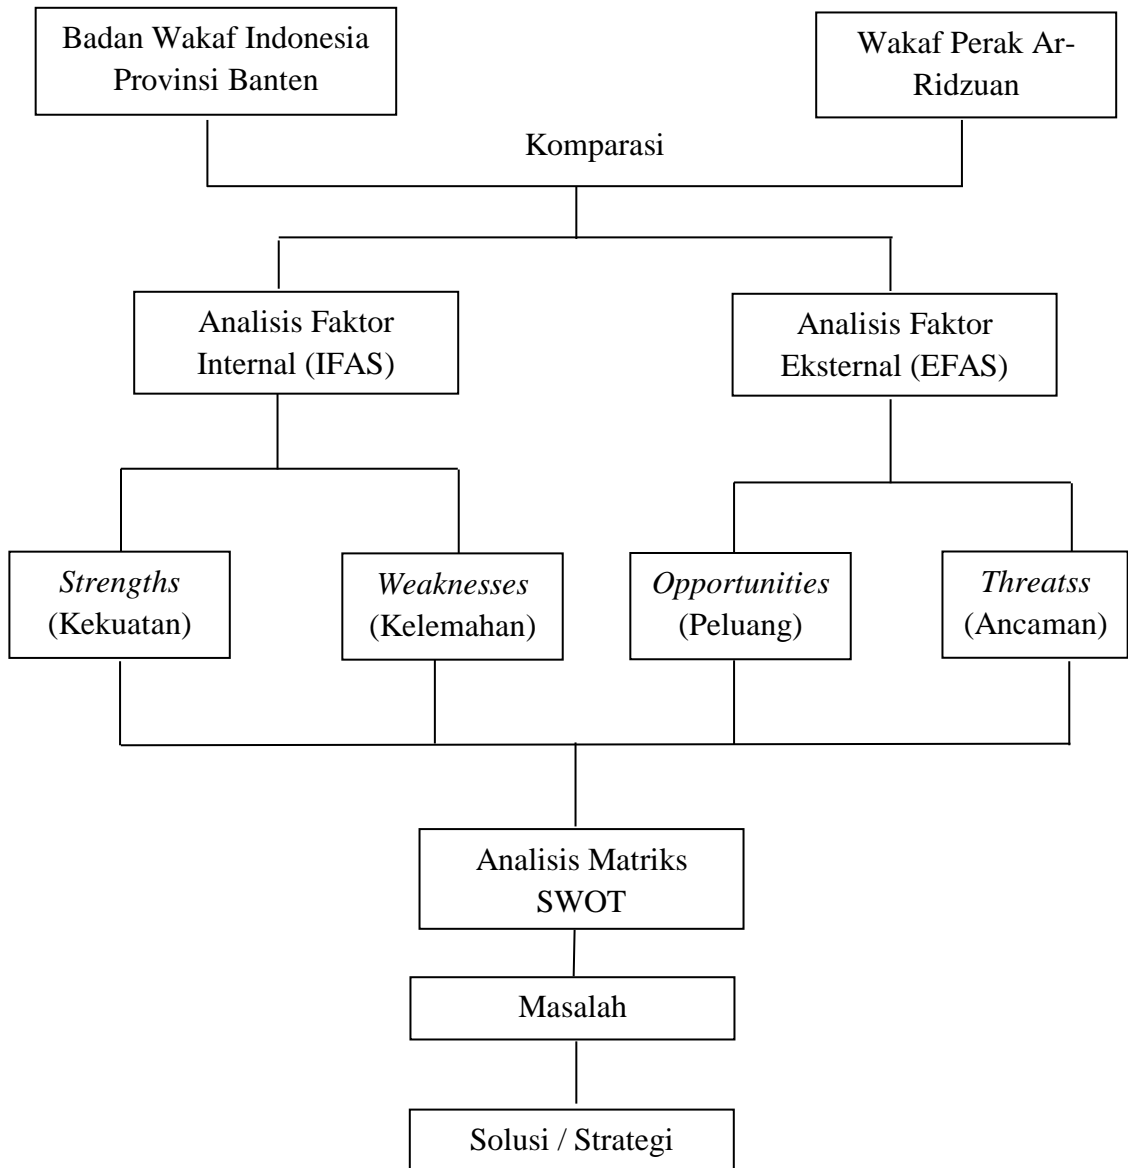 Badan Wakaf Indonesia
Provinsi Banten
Wakaf Perak Ar-
Ridzuan
Komparasi
Analisis Faktor
Internal (IFAS)
Analisis Faktor
Eksternal (EFAS)
Strengths
(Kekuatan)
Weaknesses
(Kelemahan)
Opportunities
(Peluang)
Threatss
(Ancaman)
Analisis Matriks
SWOT
Masalah
Solusi / Strategi